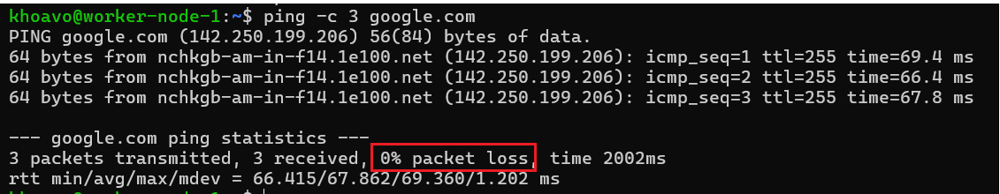 khoavo@worker-node-1:~$ ping -c 3 google.com
PING google.com (142.250.199.206) 56(84) bytes of data.
64 bytes from nchkgb-am-in-f14.1e100.net (142.250.199.206): icmp_seq=1 ttl=255 time=69.4 ms
64 bytes from nchkgb-am-in-f14.1e100.net (142.250.199.206): icmp_seq=2 ttl=255 time=66.4 ms
64 bytes from nchkgb-am-in-f14.1e100.net (142.250.199.206): icmp_seq=3 ttl=255 time=67.8 ms
--- google.com ping statistics ---
3 packets transmitted, 3 received, 0% packet loss, time 2002ms
rtt min/avg/max/mdev = 66.415/67.862/69.360/1.202 ms
khoavo@worker-node-1:~$